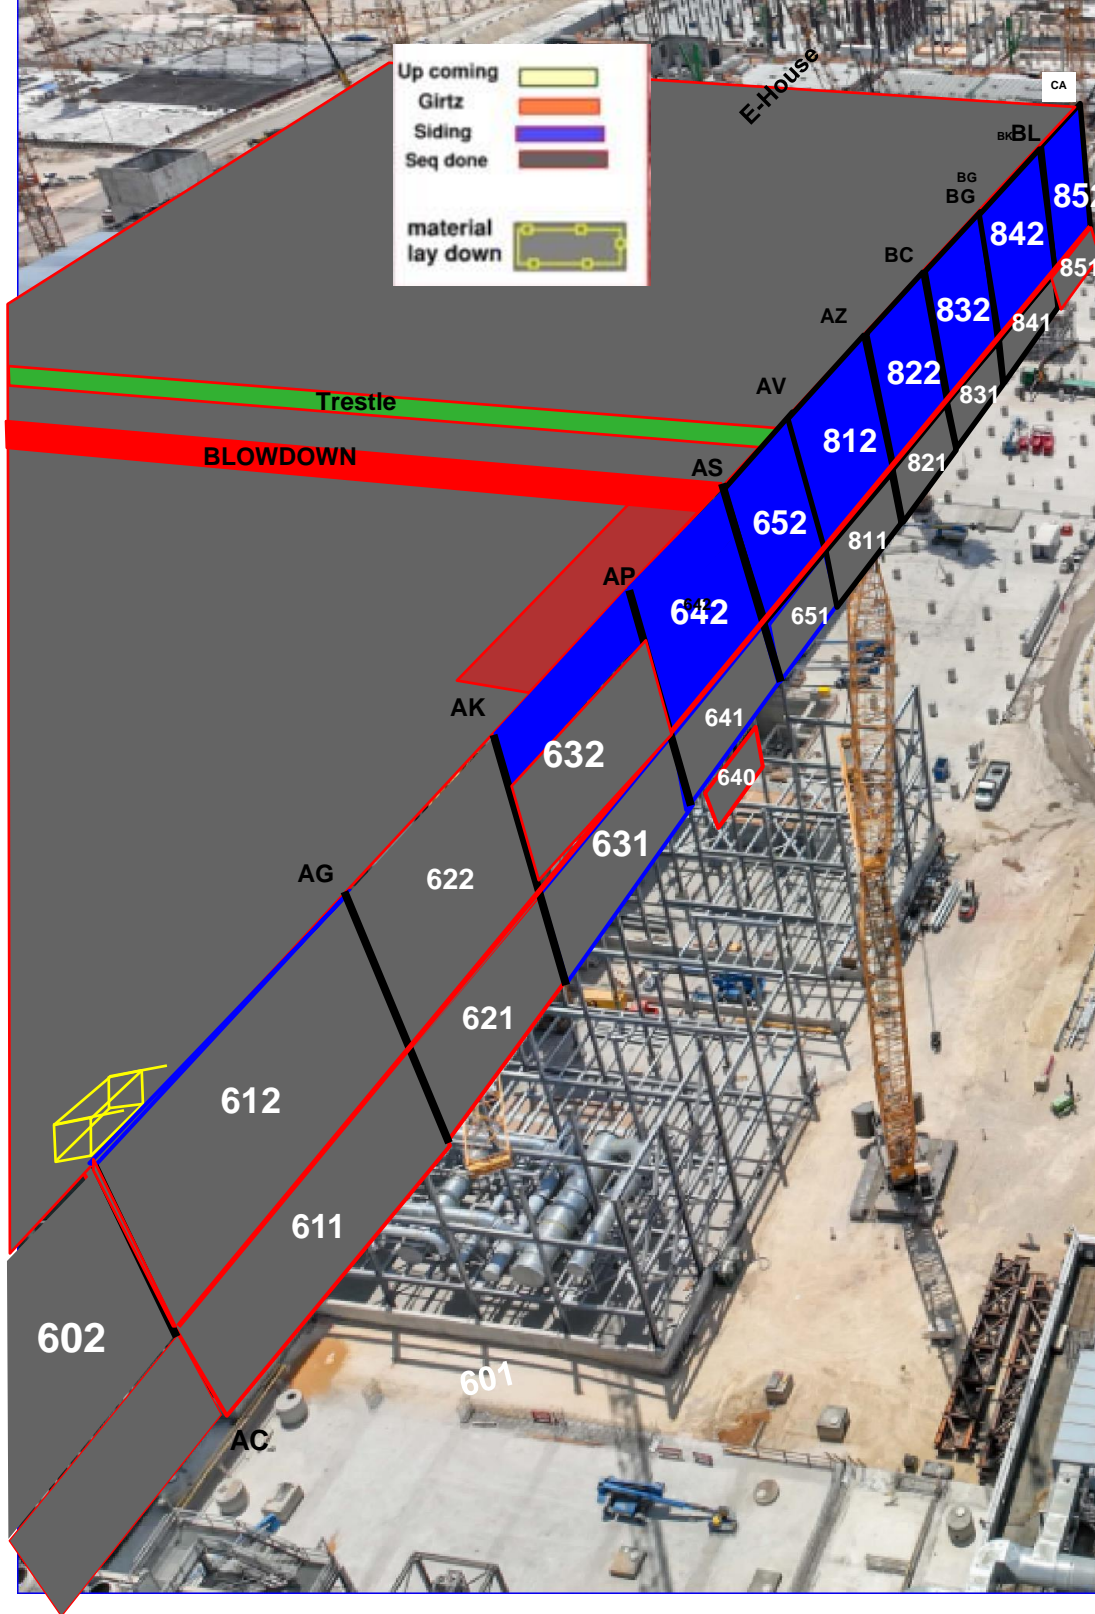 E-House
CA
Up coming
Girtz
Siding
Seq done
material
lay down
BK
BL
BG
BG
852
842
BC
851
832
841
AZ
822
831
AV
Trestle
812
821
BLOWDOWN
AS
652
811
AP
642
642
651
AK
641
632
640
631
AG
622
621
612
611
602
601
AC